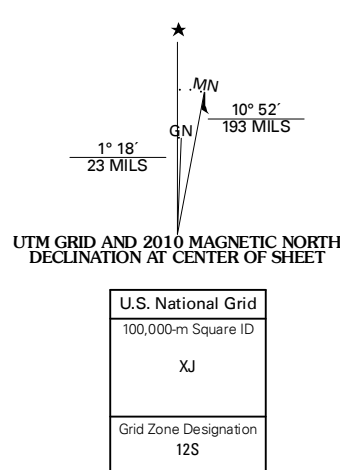 ★
MN
GN
1° 18´
23 MILS
10° 52´
193 MILS
UTM GRID AND 2010 MAGNETIC NORTH
DECLINATION AT CENTER OF SHEET
U.S. National Grid
100,000-m Square ID
XJ
Grid Zone Designation
12S